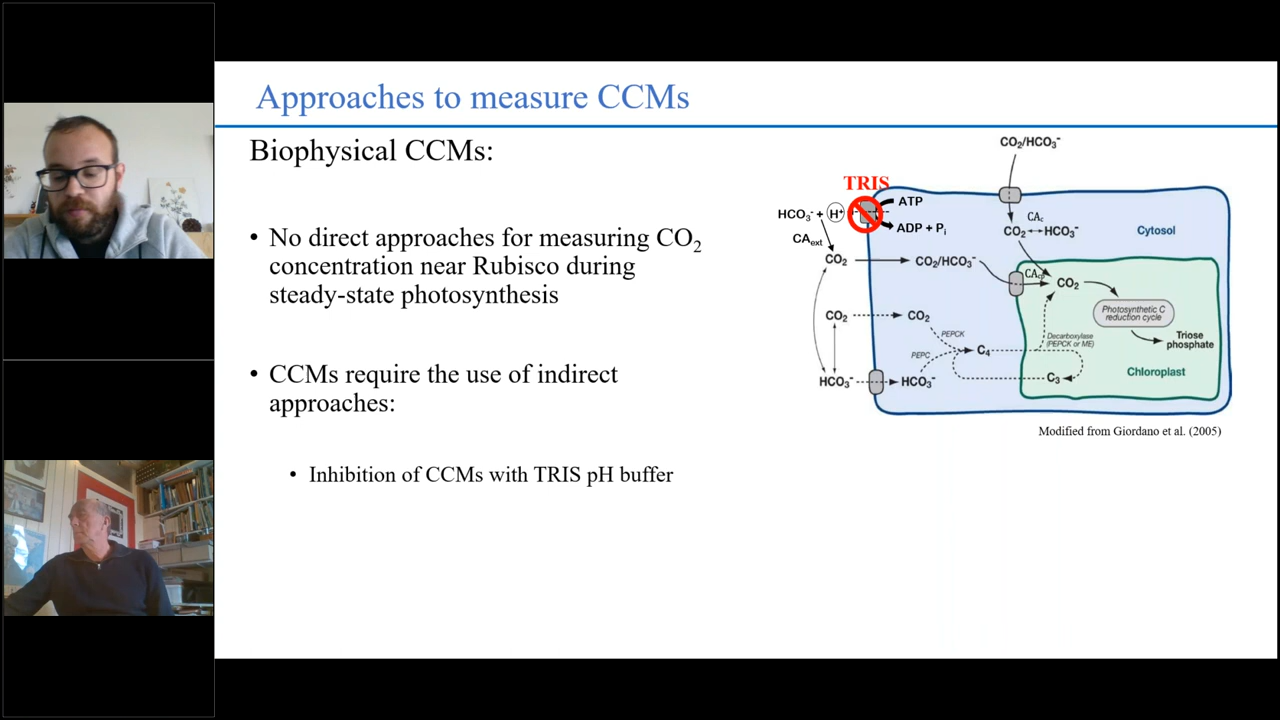 Approaches to measure CCMs
Biophysical CCMs:
• No direct approaches for measuring CO₂
concentration near Rubisco during
steady-state photosynthesis
• CCMs require the use of indirect
approaches:
• Inhibition of CCMs with TRIS pH buffer
CO₂/HCO₃⁻
TRIS
ATP
HCO₃⁻ + H⁺
ADP + Pᵢ
CAext
CAc
CO₂ HCO₃⁻
Cytosol
CO₂
CO₂/HCO₃⁻
CO₂
Photosynthetic C
reduction cycle
CO₂
CO₂
PEPCK
Decarboxylase
(PEPCK or ME)
Triose
phosphate
PEPC
C₄
HCO₃⁻
HCO₃⁻
C₃
Chloroplast
Modified from Giordano et al. (2005)